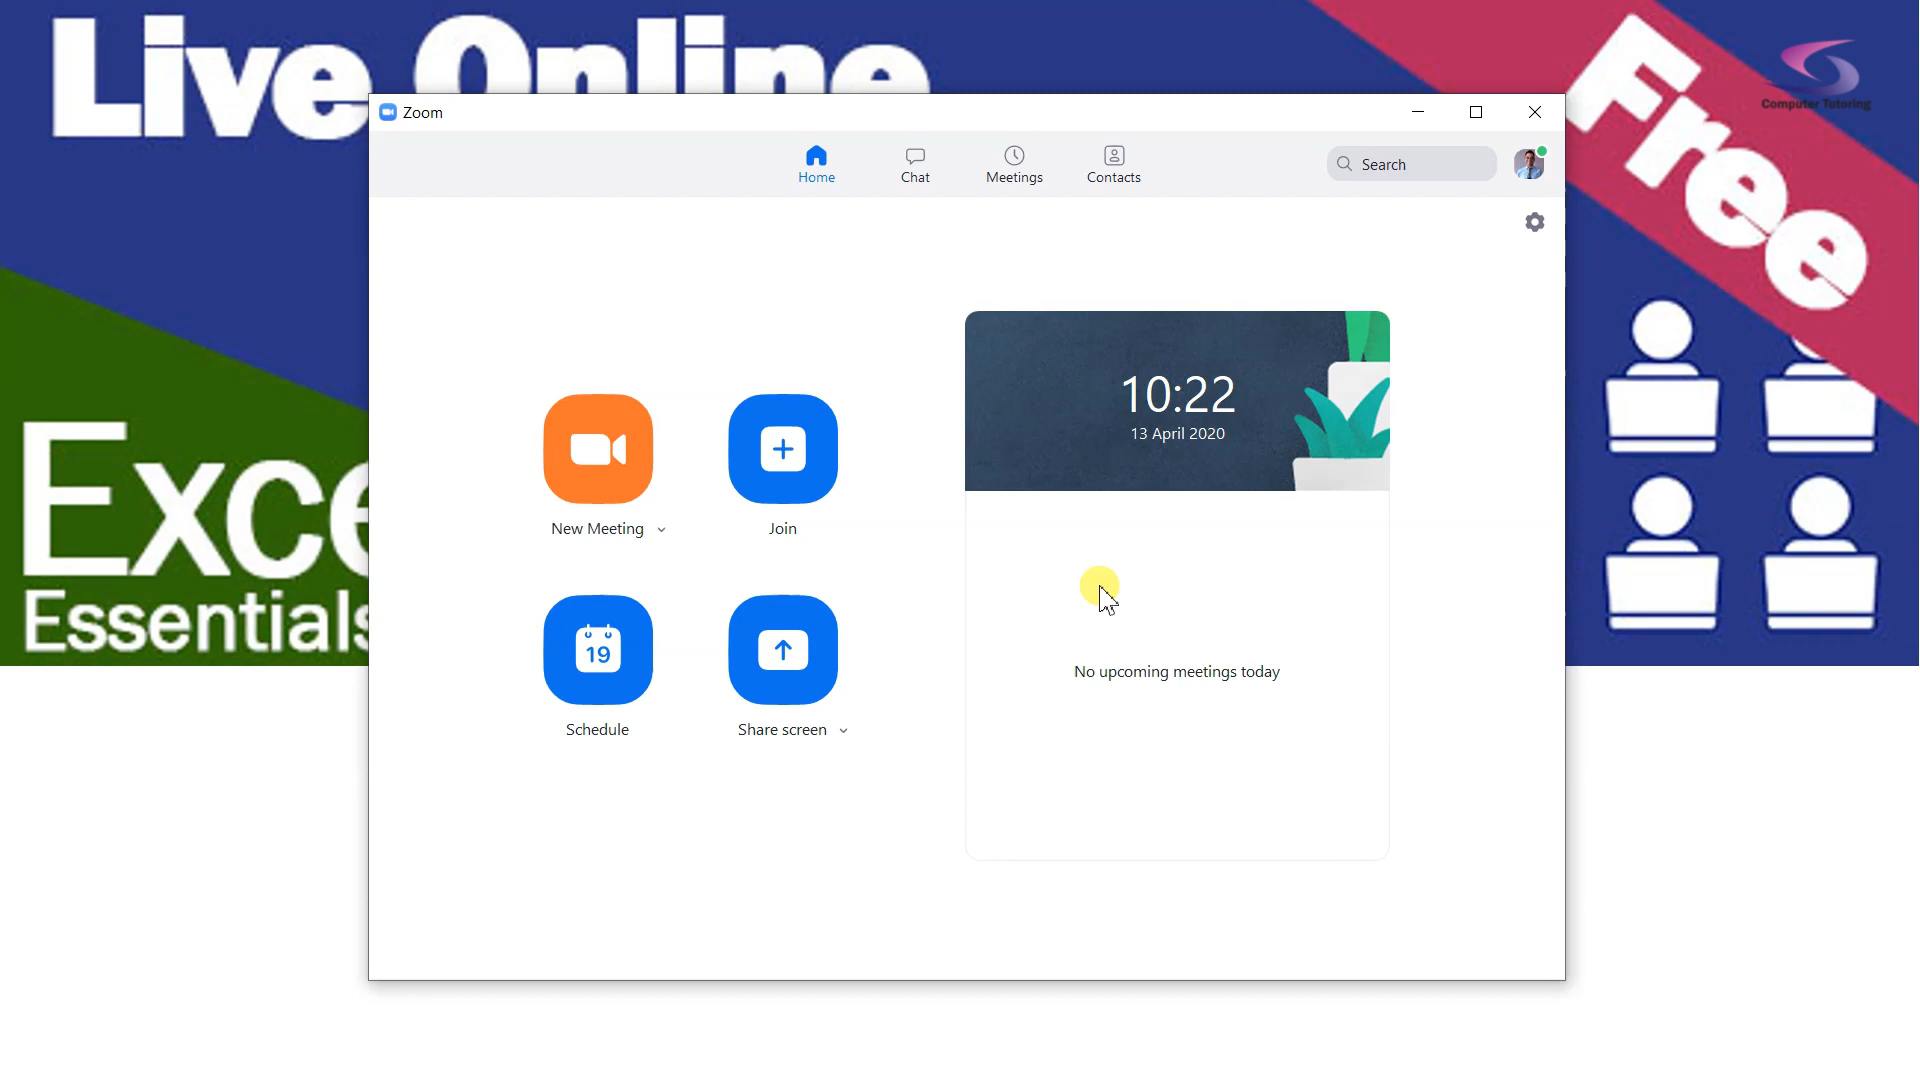 Live Online
Free
Computer Tutoring
Zoom
Home
Chat
Meetings
Contacts
Search
10:22
13 April 2020
New Meeting
Join
19
Schedule
Share screen
No upcoming meetings today
Essentials